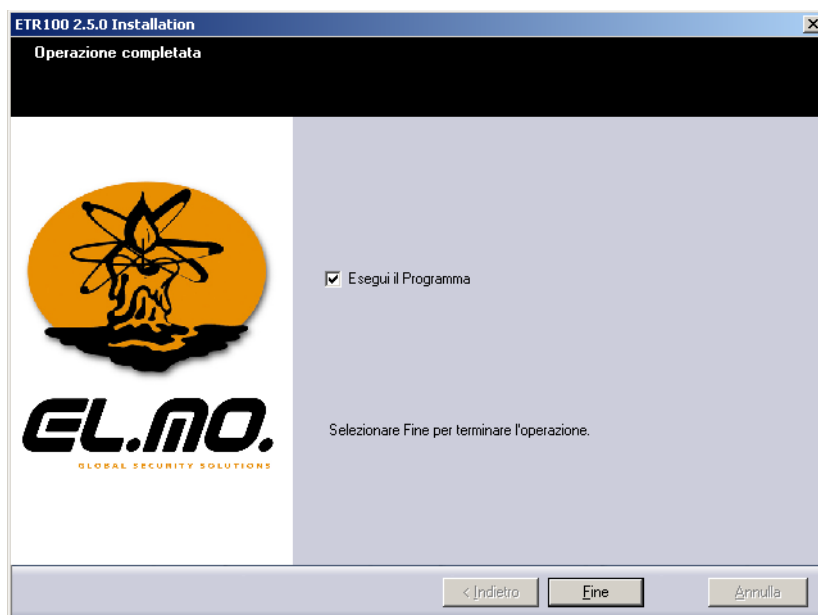 ETR100 2.5.0 Installation
Operazione completata
Esegui il Programma
EL.MO.
GLOBAL SECURITY SOLUTIONS
Selezionare Fine per terminare l'operazione.
< Indietro
Fine
Annulla